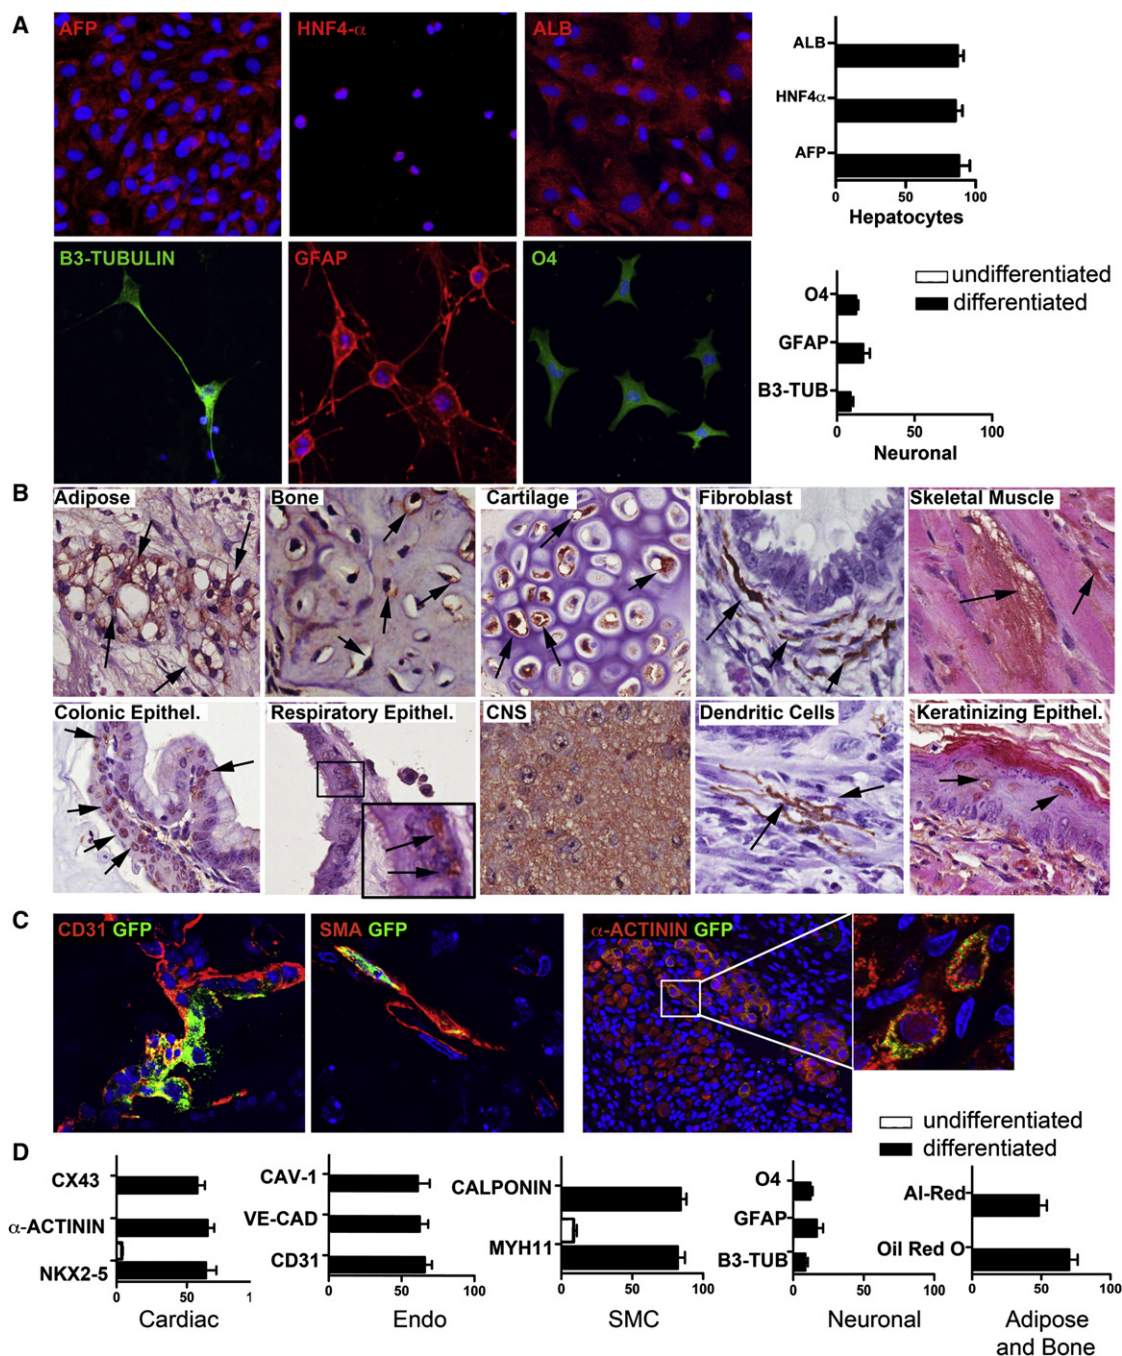 A
AFP
HNF4-α
ALB
ALB
HNF4α
AFP
0 50 100
Hepatocytes
B3-TUBULIN
GFAP
O4
undifferentiated
differentiated
O4
GFAP
B3-TUB
0 50 100
Neuronal
B
Adipose
Bone
Cartilage
Fibroblast
Skeletal Muscle
Colonic Epithel.
Respiratory Epithel.
CNS
Dendritic Cells
Keratinizing Epithel.
C
CD31 GFP
SMA GFP
α-ACTININ GFP
undifferentiated
differentiated
D
CX43
α-ACTININ
NKX2-5
0 50 1
Cardiac
CAV-1
VE-CAD
CD31
0 50 100
Endo
CALPONIN
MYH11
0 50 100
SMC
O4
GFAP
B3-TUB
0 50 100
Neuronal
Al-Red
Oil Red O
0 50 100
Adipose
and Bone